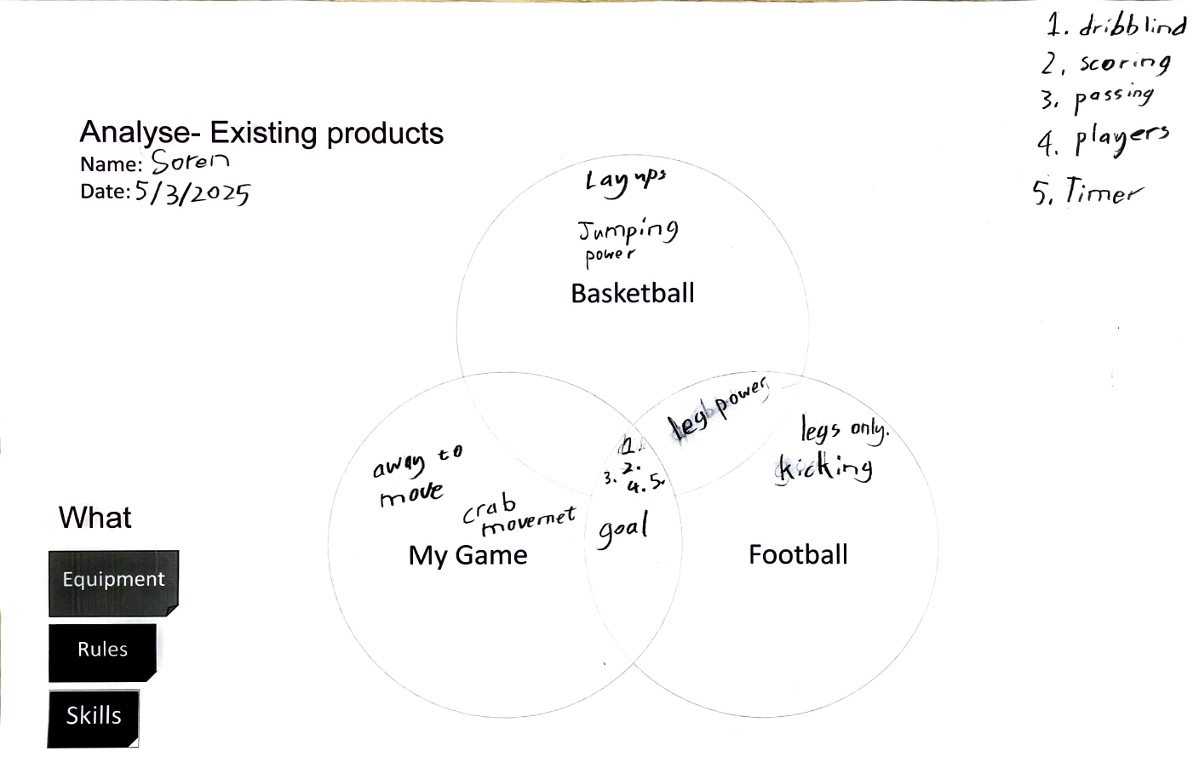 1. dribblind
2, scoring
3. passing
4. players
5. Timer
Analyse- Existing products
Name: Soren
Date: 5/3/2025
Lay ups
Jumping
power
Basketball
leg power
legs only.
kicking
Football
1.
2.
3.
4. 5.
goal
away to
move
crab
movernet
My Game
What
Equipment
Rules
Skills